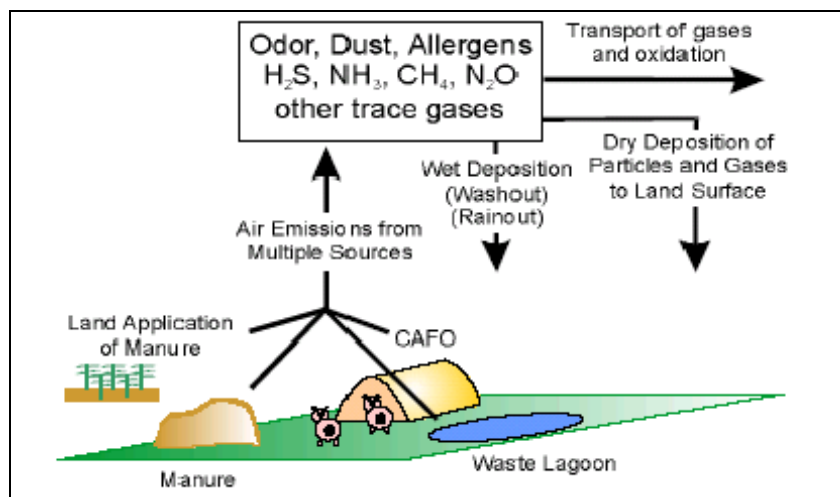 Odor, Dust, Allergens
H₂S, NH₃, CH₄, N₂O
other trace gases
Transport of gases
and oxidation
Wet Deposition
(Washout)
(Rainout)
Dry Deposition of
Particles and Gases
to Land Surface
Air Emissions from
Multiple Sources
Land Application
of Manure
CAFO
Manure
Waste Lagoon